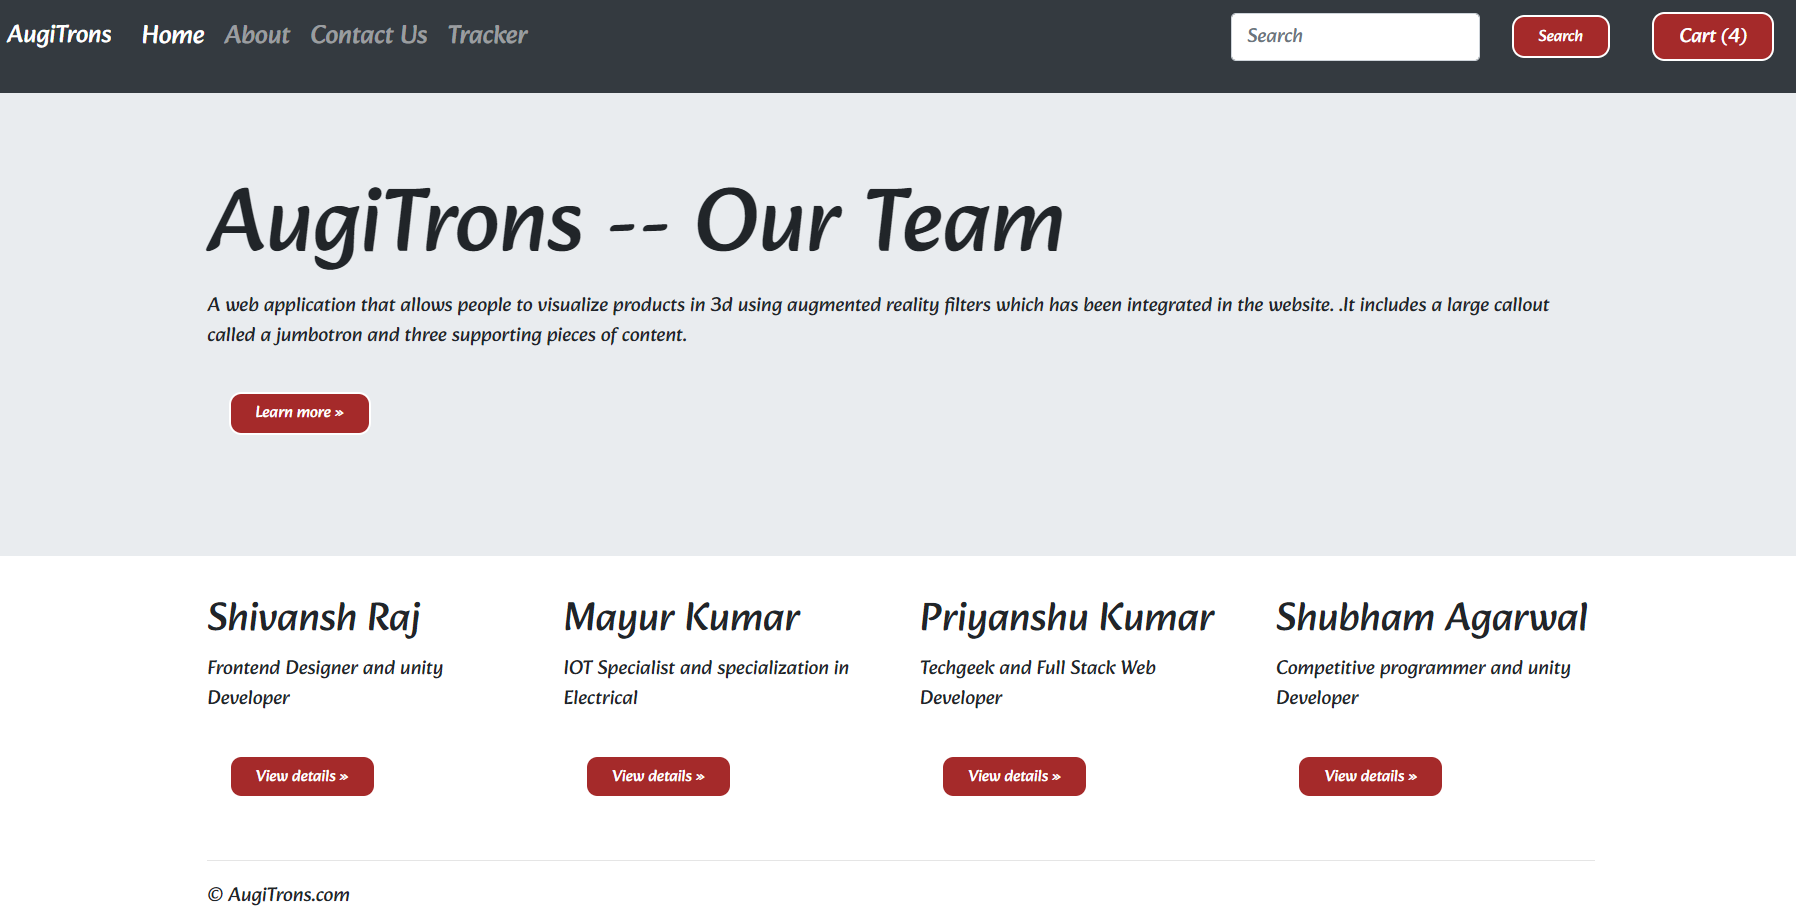 AugiTrons Home About Contact Us Tracker Search Search Cart (4)
AugiTrons -- Our Team
A web application that allows people to visualize products in 3d using augmented reality filters which has been integrated in the website. .It includes a large callout
called a jumbotron and three supporting pieces of content.
Learn more »
Shivansh Raj
Frontend Designer and unity
Developer
View details »
Mayur Kumar
IOT Specialist and specialization in
Electrical
View details »
Priyanshu Kumar
Techgeek and Full Stack Web
Developer
View details »
Shubham Agarwal
Competitive programmer and unity
Developer
View details »
© AugiTrons.com